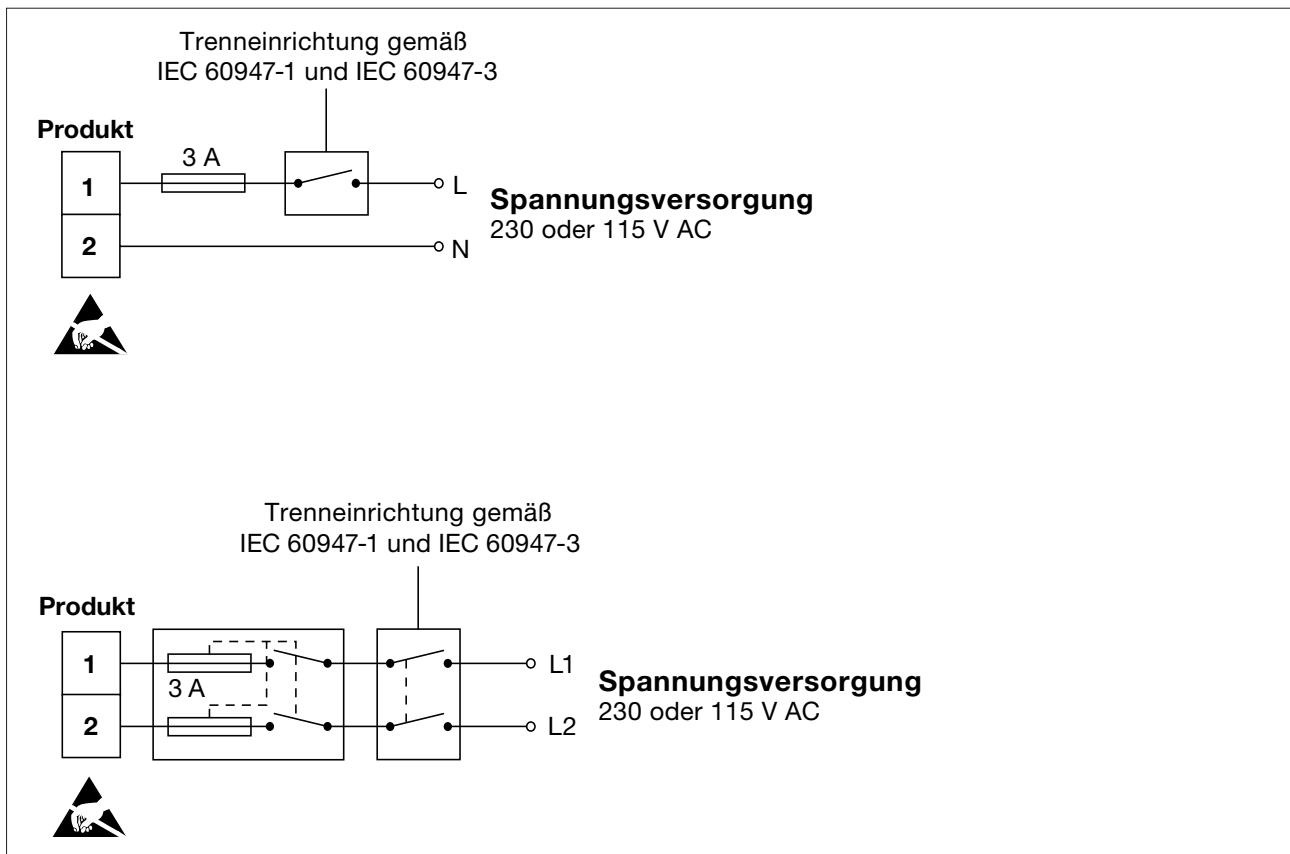 Trenneinrichtung gemäß
IEC 60947-1 und IEC 60947-3
Produkt
3 A
1
L
Spannungsversorgung
230 oder 115 V AC
2
N
Trenneinrichtung gemäß
IEC 60947-1 und IEC 60947-3
Produkt
1
L1
3 A
Spannungsversorgung
230 oder 115 V AC
2
L2